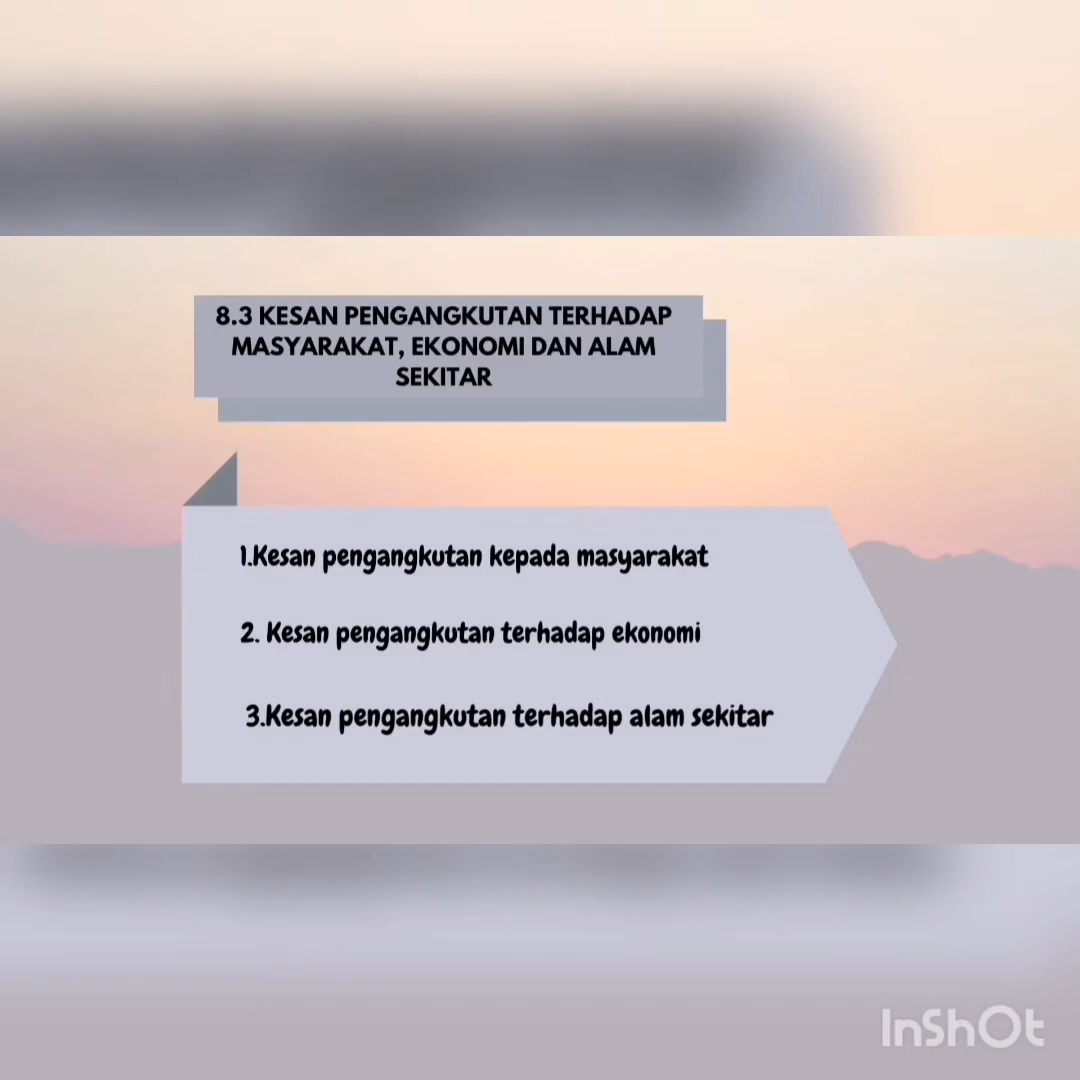 8.3 KESAN PENGANGKUTAN TERHADAP
MASYARAKAT, EKONOMI DAN ALAM
SEKITAR
1.Kesan pengangkutan kepada masyarakat
2. Kesan pengangkutan terhadap ekonomi
3.Kesan pengangkutan terhadap alam sekitar
InShOt